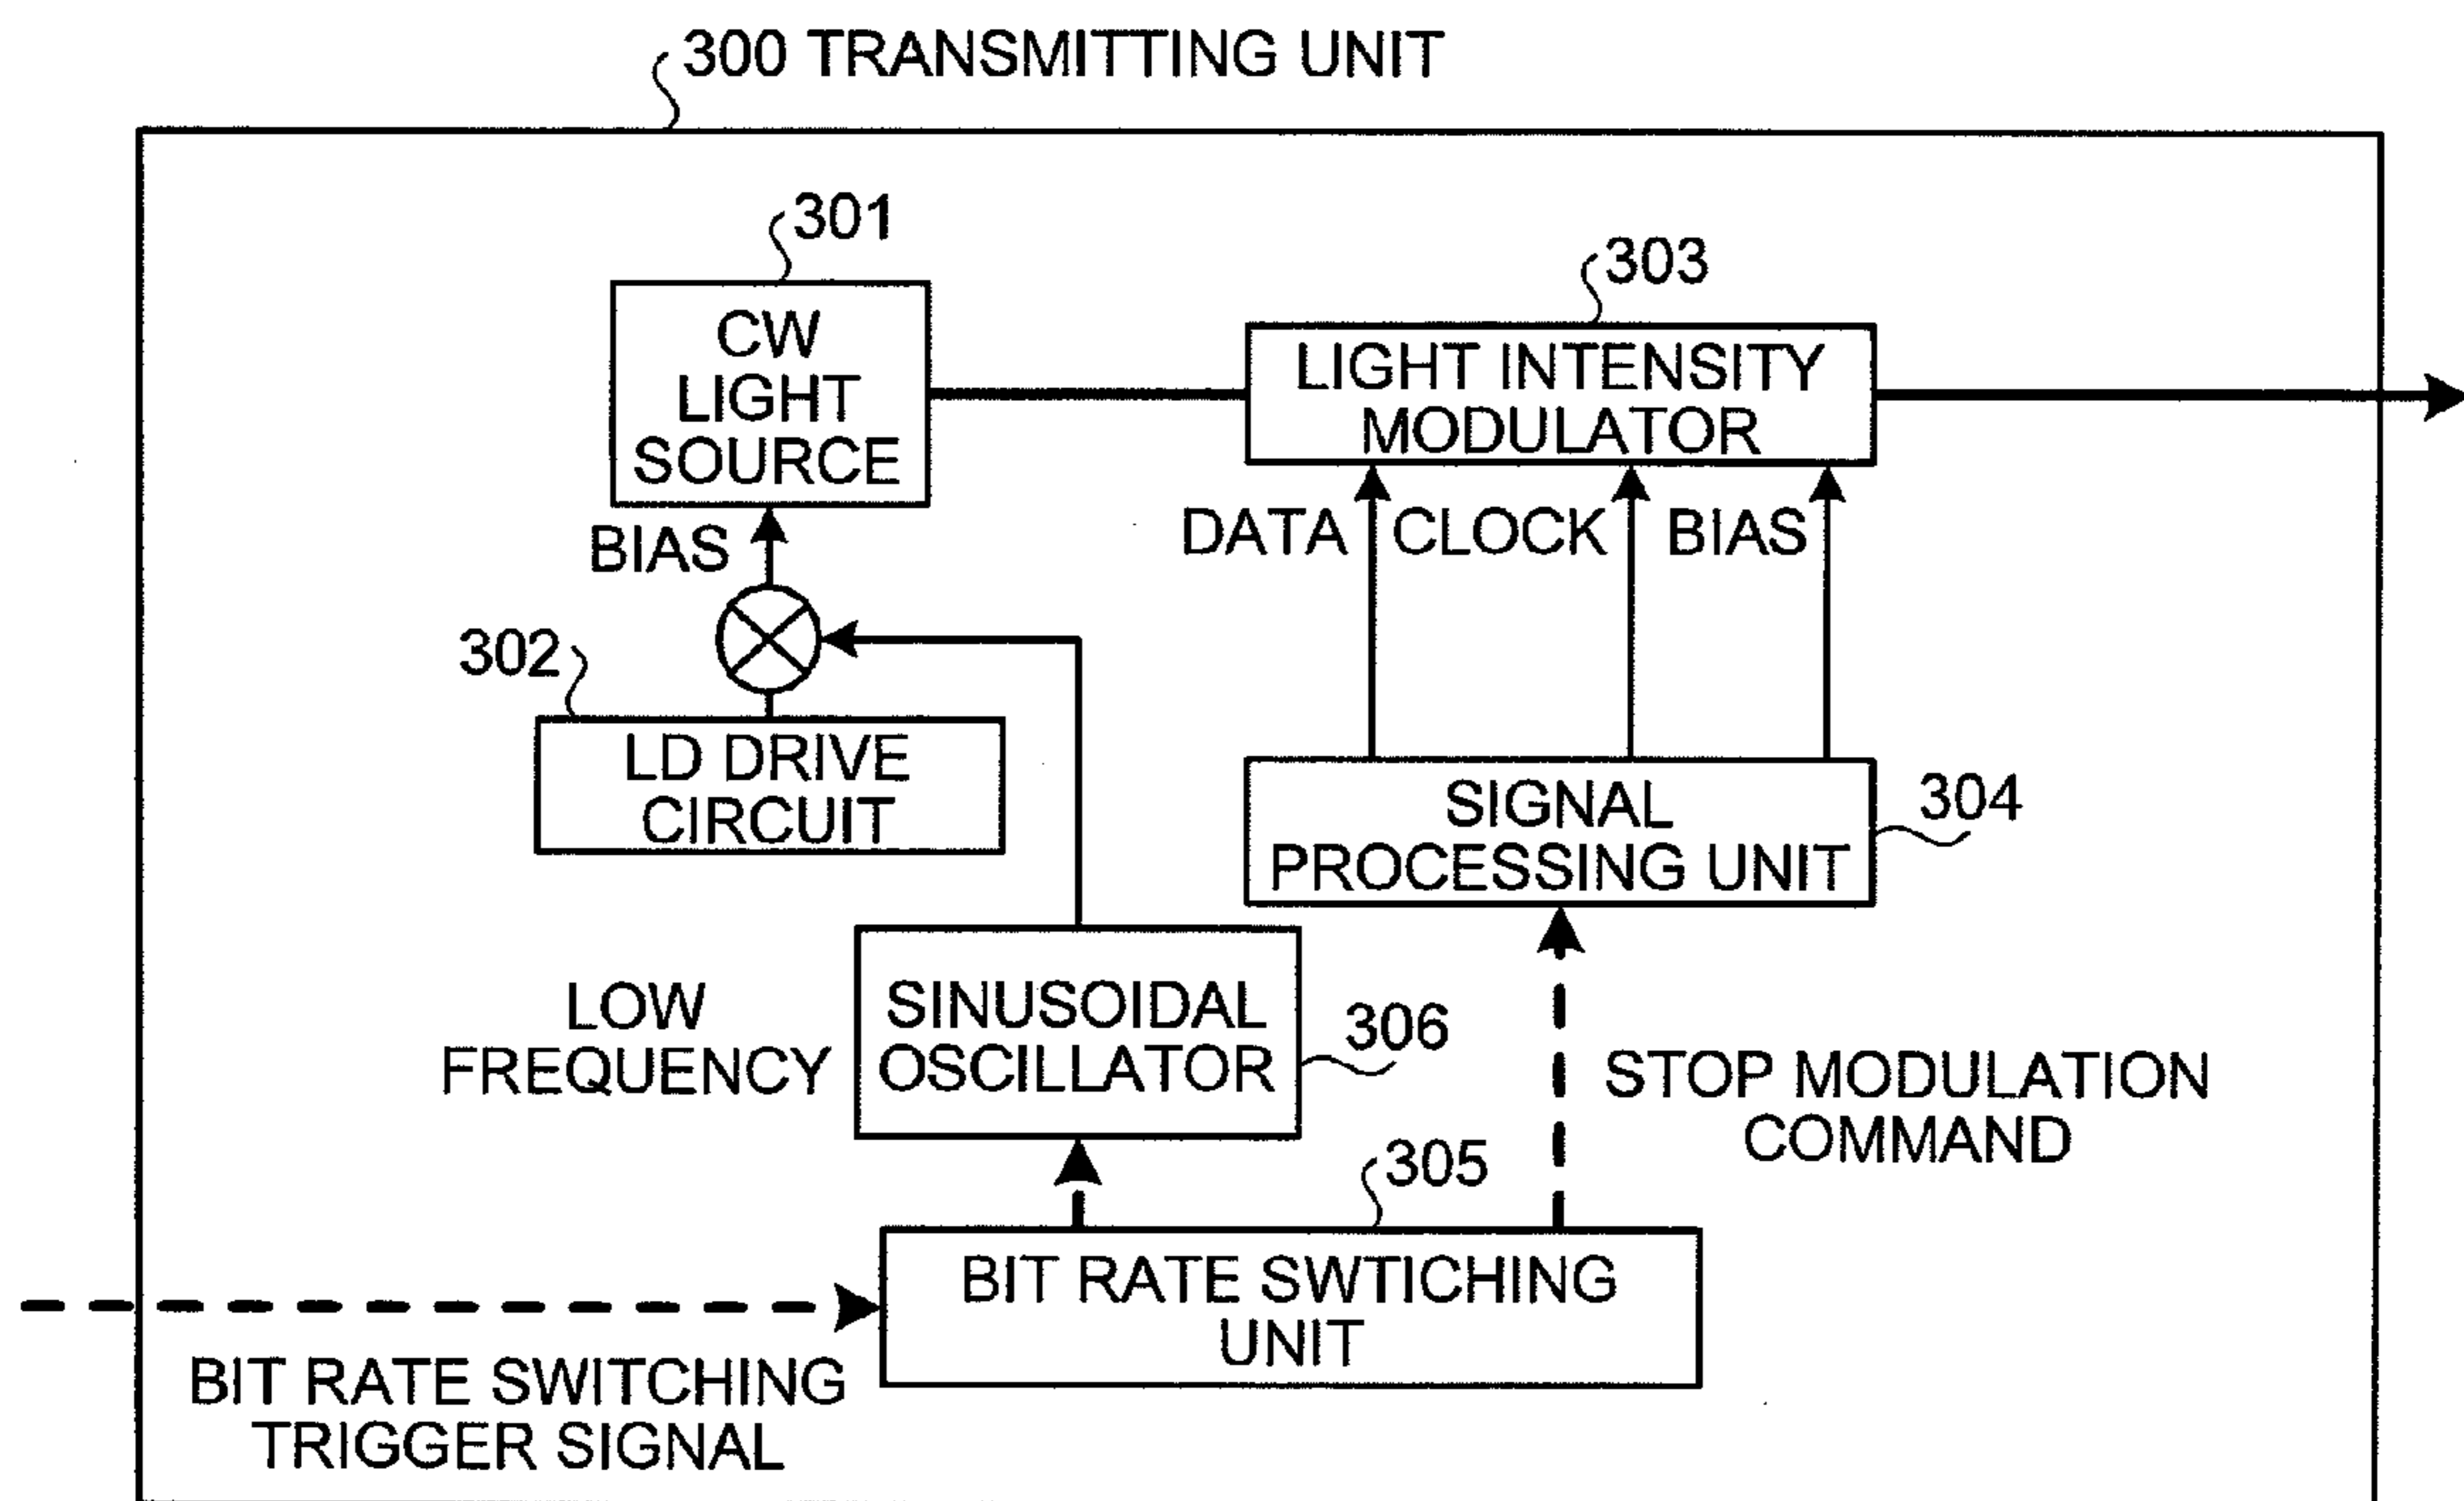 300 TRANSMITTING UNIT
301
CW
LIGHT
SOURCE
303
LIGHT INTENSITY
MODULATOR
BIAS
DATA
CLOCK
BIAS
302
LD DRIVE
CIRCUIT
304
SIGNAL
PROCESSING UNIT
LOW
FREQUENCY
SINUSOIDAL
OSCILLATOR
306
STOP MODULATION
COMMAND
305
BIT RATE SWTICHING
UNIT
BIT RATE SWITCHING
TRIGGER SIGNAL